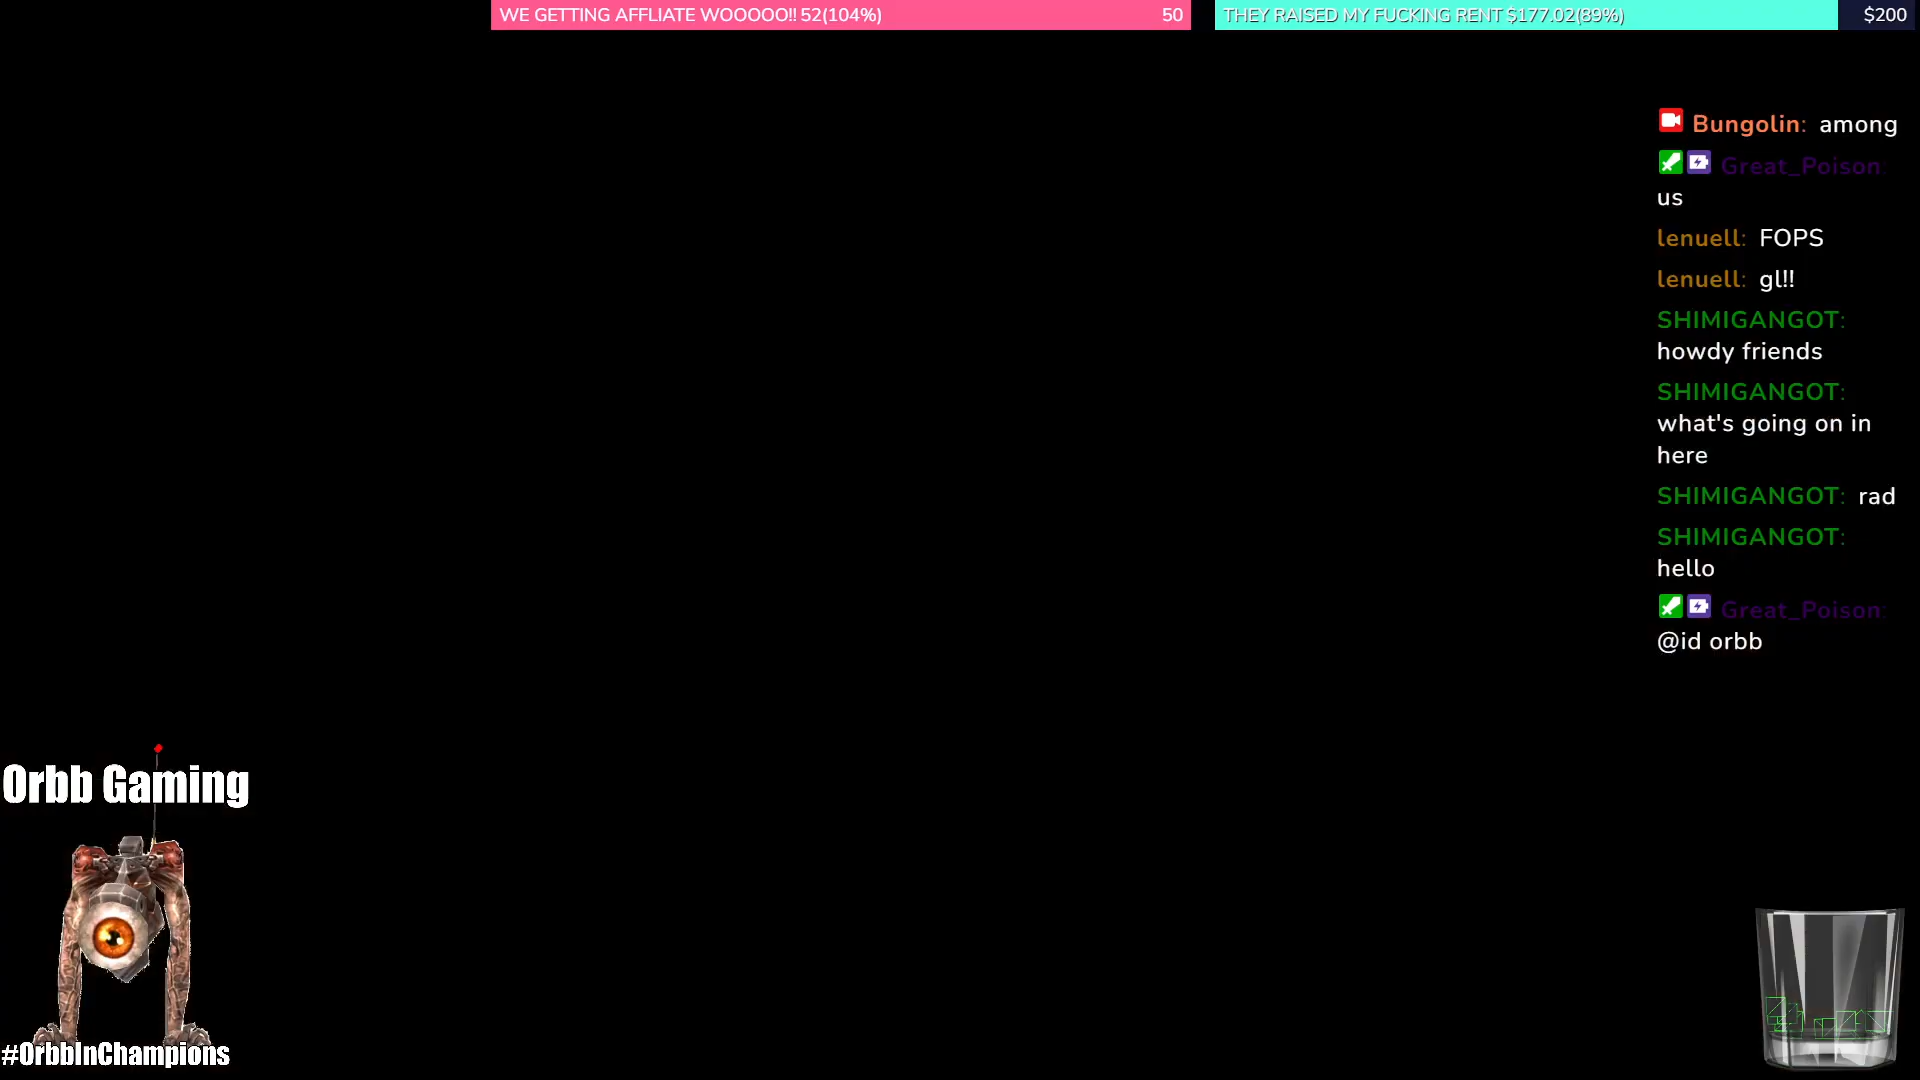 WE GETTING AFFLIATE WOOOOO!! 52(104%) 50
THEY RAISED MY FUCKING RENT $177.02(89%) $200
Bungolin: among
Great_Poison:
us
lenuell: FOPS
lenuell: gl!!
SHIMIGANGOT:
howdy friends
SHIMIGANGOT:
what's going on in
here
SHIMIGANGOT: rad
SHIMIGANGOT:
hello
Great_Poison:
@id orbb
Orbb Gaming
#OrbbInChampions